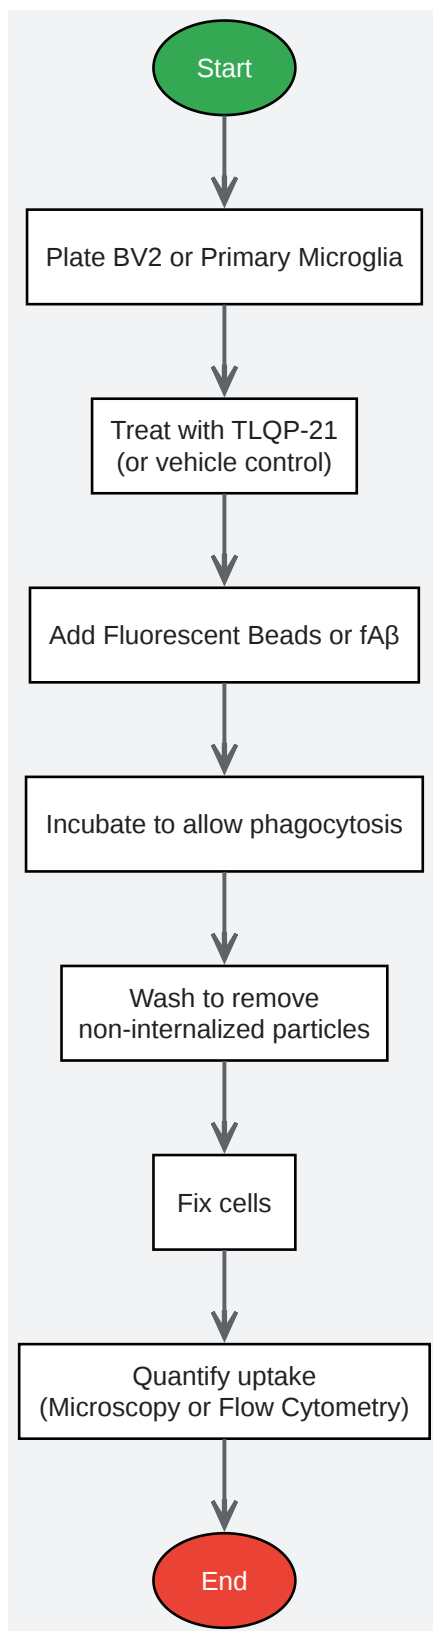 Start
Plate BV2 or Primary Microglia
Treat with TLQP-21
(or vehicle control)
Add Fluorescent Beads or fAβ
Incubate to allow phagocytosis
Wash to remove
non-internalized particles
Fix cells
Quantify uptake
(Microscopy or Flow Cytometry)
End